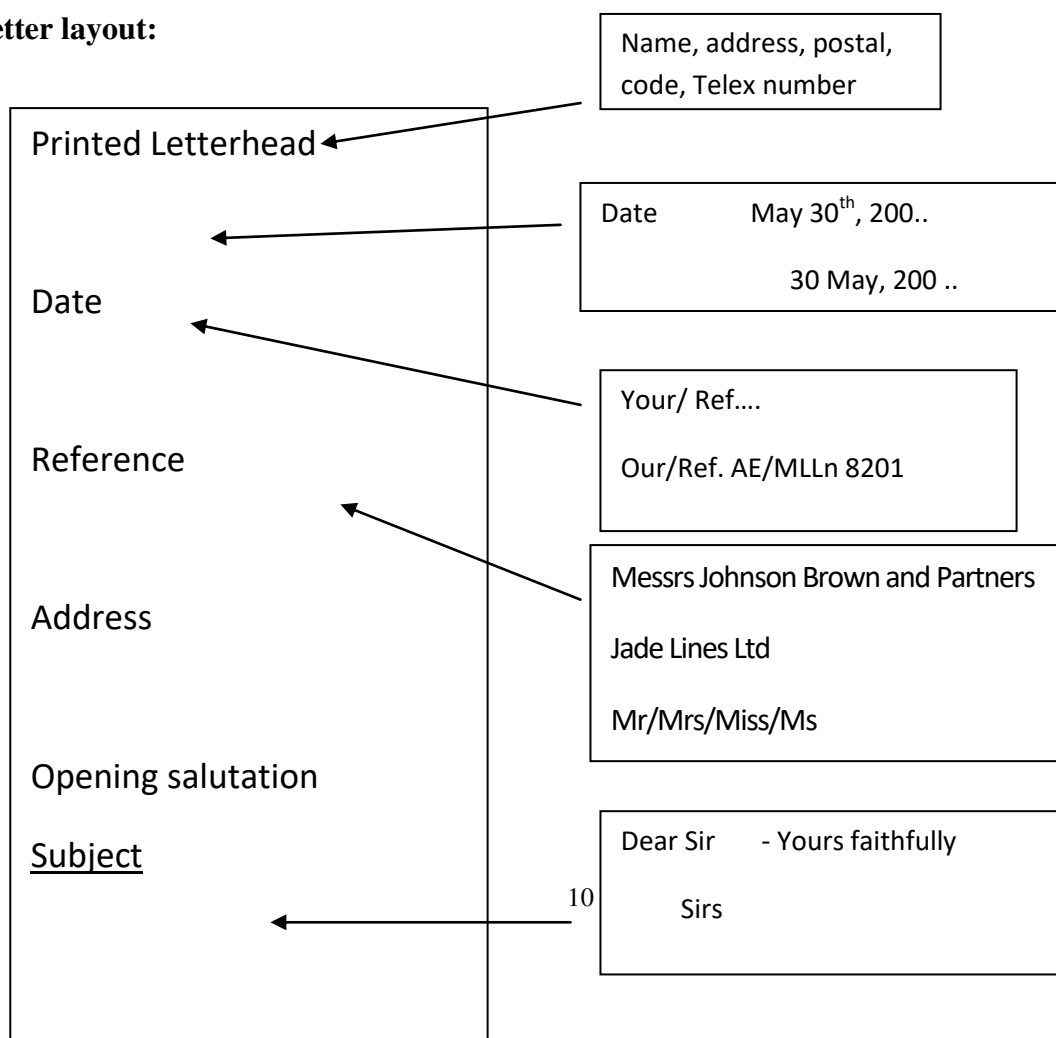 etter layout:
Name, address, postal,
code, Telex number
Printed Letterhead
Date May 30th, 200..
30 May, 200 ..
Date
Your/ Ref....
Our/Ref. AE/MLLn 8201
Reference
Messrs Johnson Brown and Partners
Jade Lines Ltd
Mr/Mrs/Miss/Ms
Address
Opening salutation
Subject
Dear Sir - Yours faithfully
Sirs
10